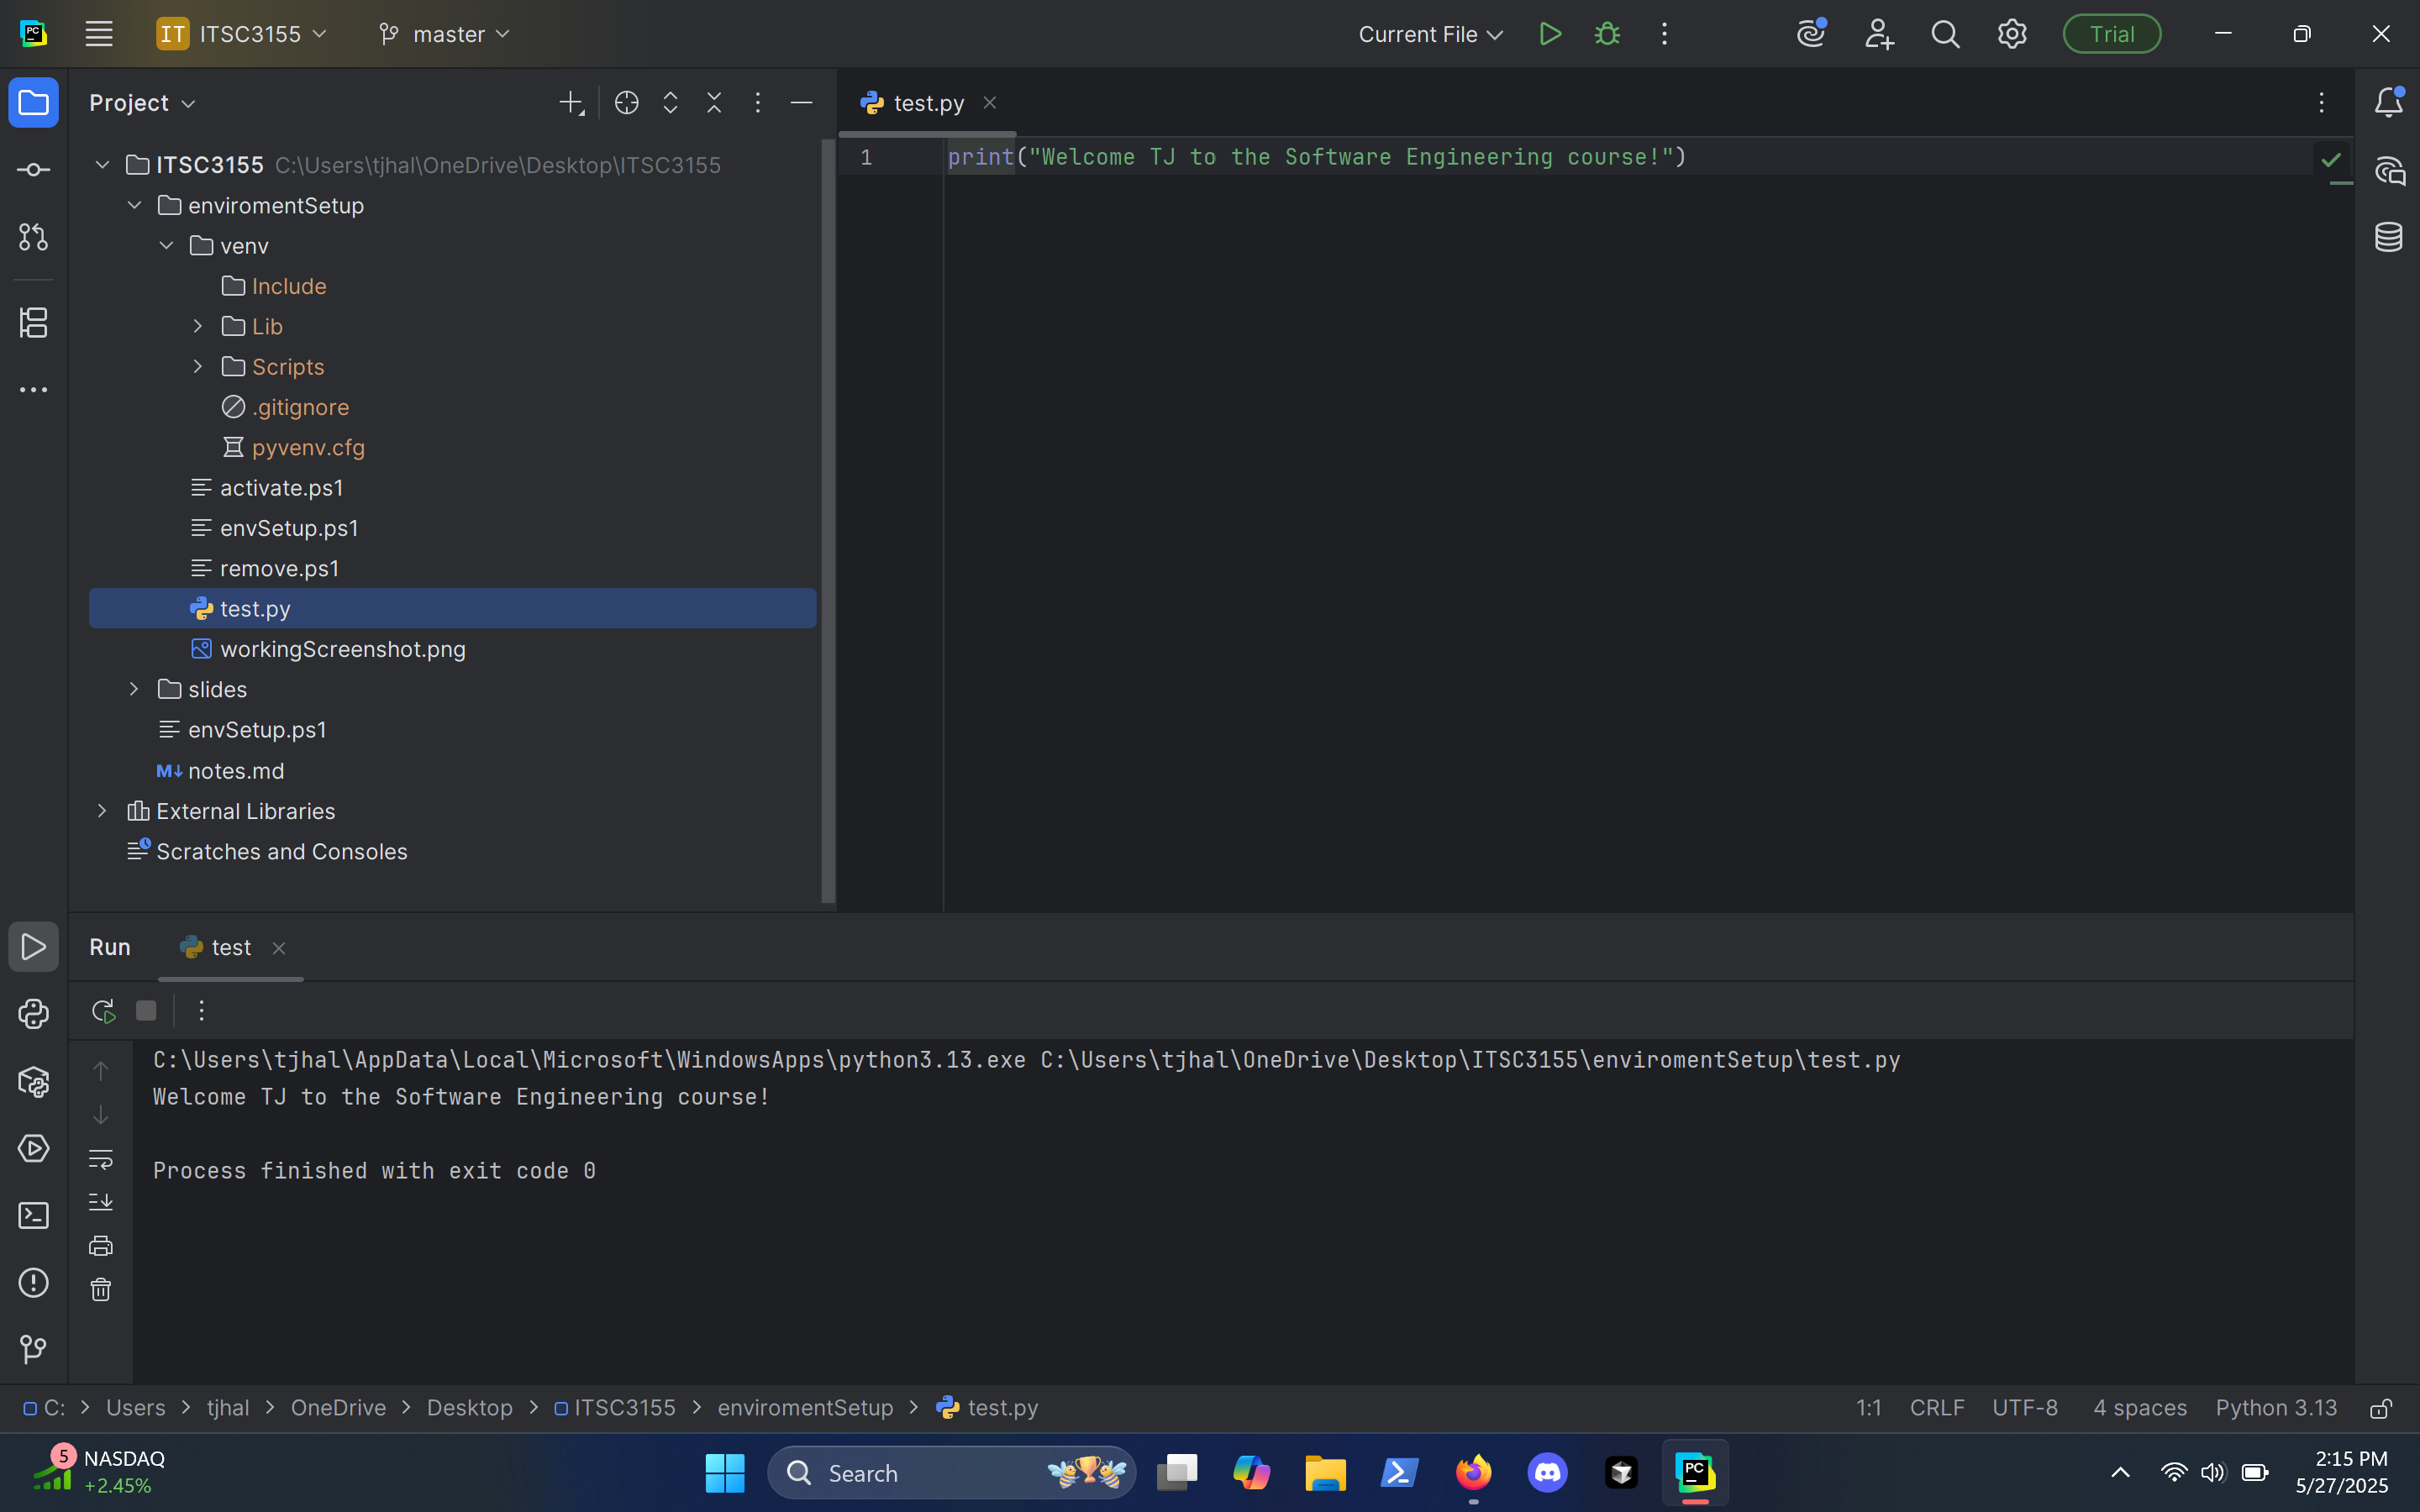 PC IT ITSC3155 master Current File Trial
Project
test.py
ITSC3155 C:\Users\tjhal\OneDrive\Desktop\ITSC3155
enviromentSetup
venv
Include
Lib
Scripts
.gitignore
pyvenv.cfg
activate.ps1
envSetup.ps1
remove.ps1
test.py
workingScreenshot.png
slides
envSetup.ps1
M↓ notes.md
External Libraries
Scratches and Consoles
1 print("Welcome TJ to the Software Engineering course!")
Run test
C:\Users\tjhal\AppData\Local\Microsoft\WindowsApps\python3.13.exe C:\Users\tjhal\OneDrive\Desktop\ITSC3155\enviromentSetup\test.py
Welcome TJ to the Software Engineering course!
Process finished with exit code 0
C: > Users > tjhal > OneDrive > Desktop > ITSC3155 > enviromentSetup > test.py 1:1 CRLF UTF-8 4 spaces Python 3.13
5 NASDAQ
+2.45%
Search
PC
2:15 PM
5/27/2025